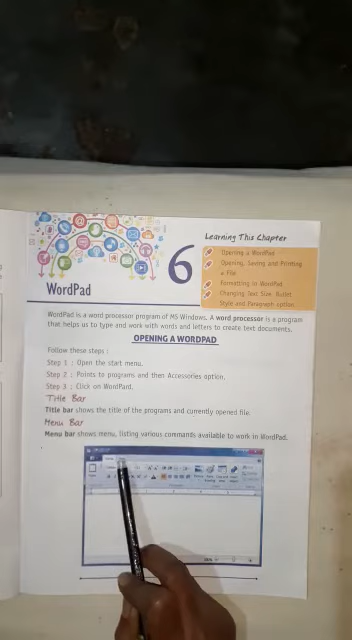 Learning This Chapter
Opening a WordPad
Opening, Saving and Printing
a File
Formatting in WordPad
Changing Text Size, Bullet
Style and Paragraph option.
6
WordPad
WordPad is a word processor program of MS Windows. A word processor is a program
that helps us to type and work with words and letters to create text documents.
OPENING A WORDPAD
Follow these steps :
Step 1 : Open the start menu.
Step 2 : Points to programs and then Accessories option.
Step 3 : Click on WordPard.
Title Bar
Title bar shows the title of the programs and currently opened file.
Menu Bar
Menu bar shows menu, listing various commands available to work in WordPad.